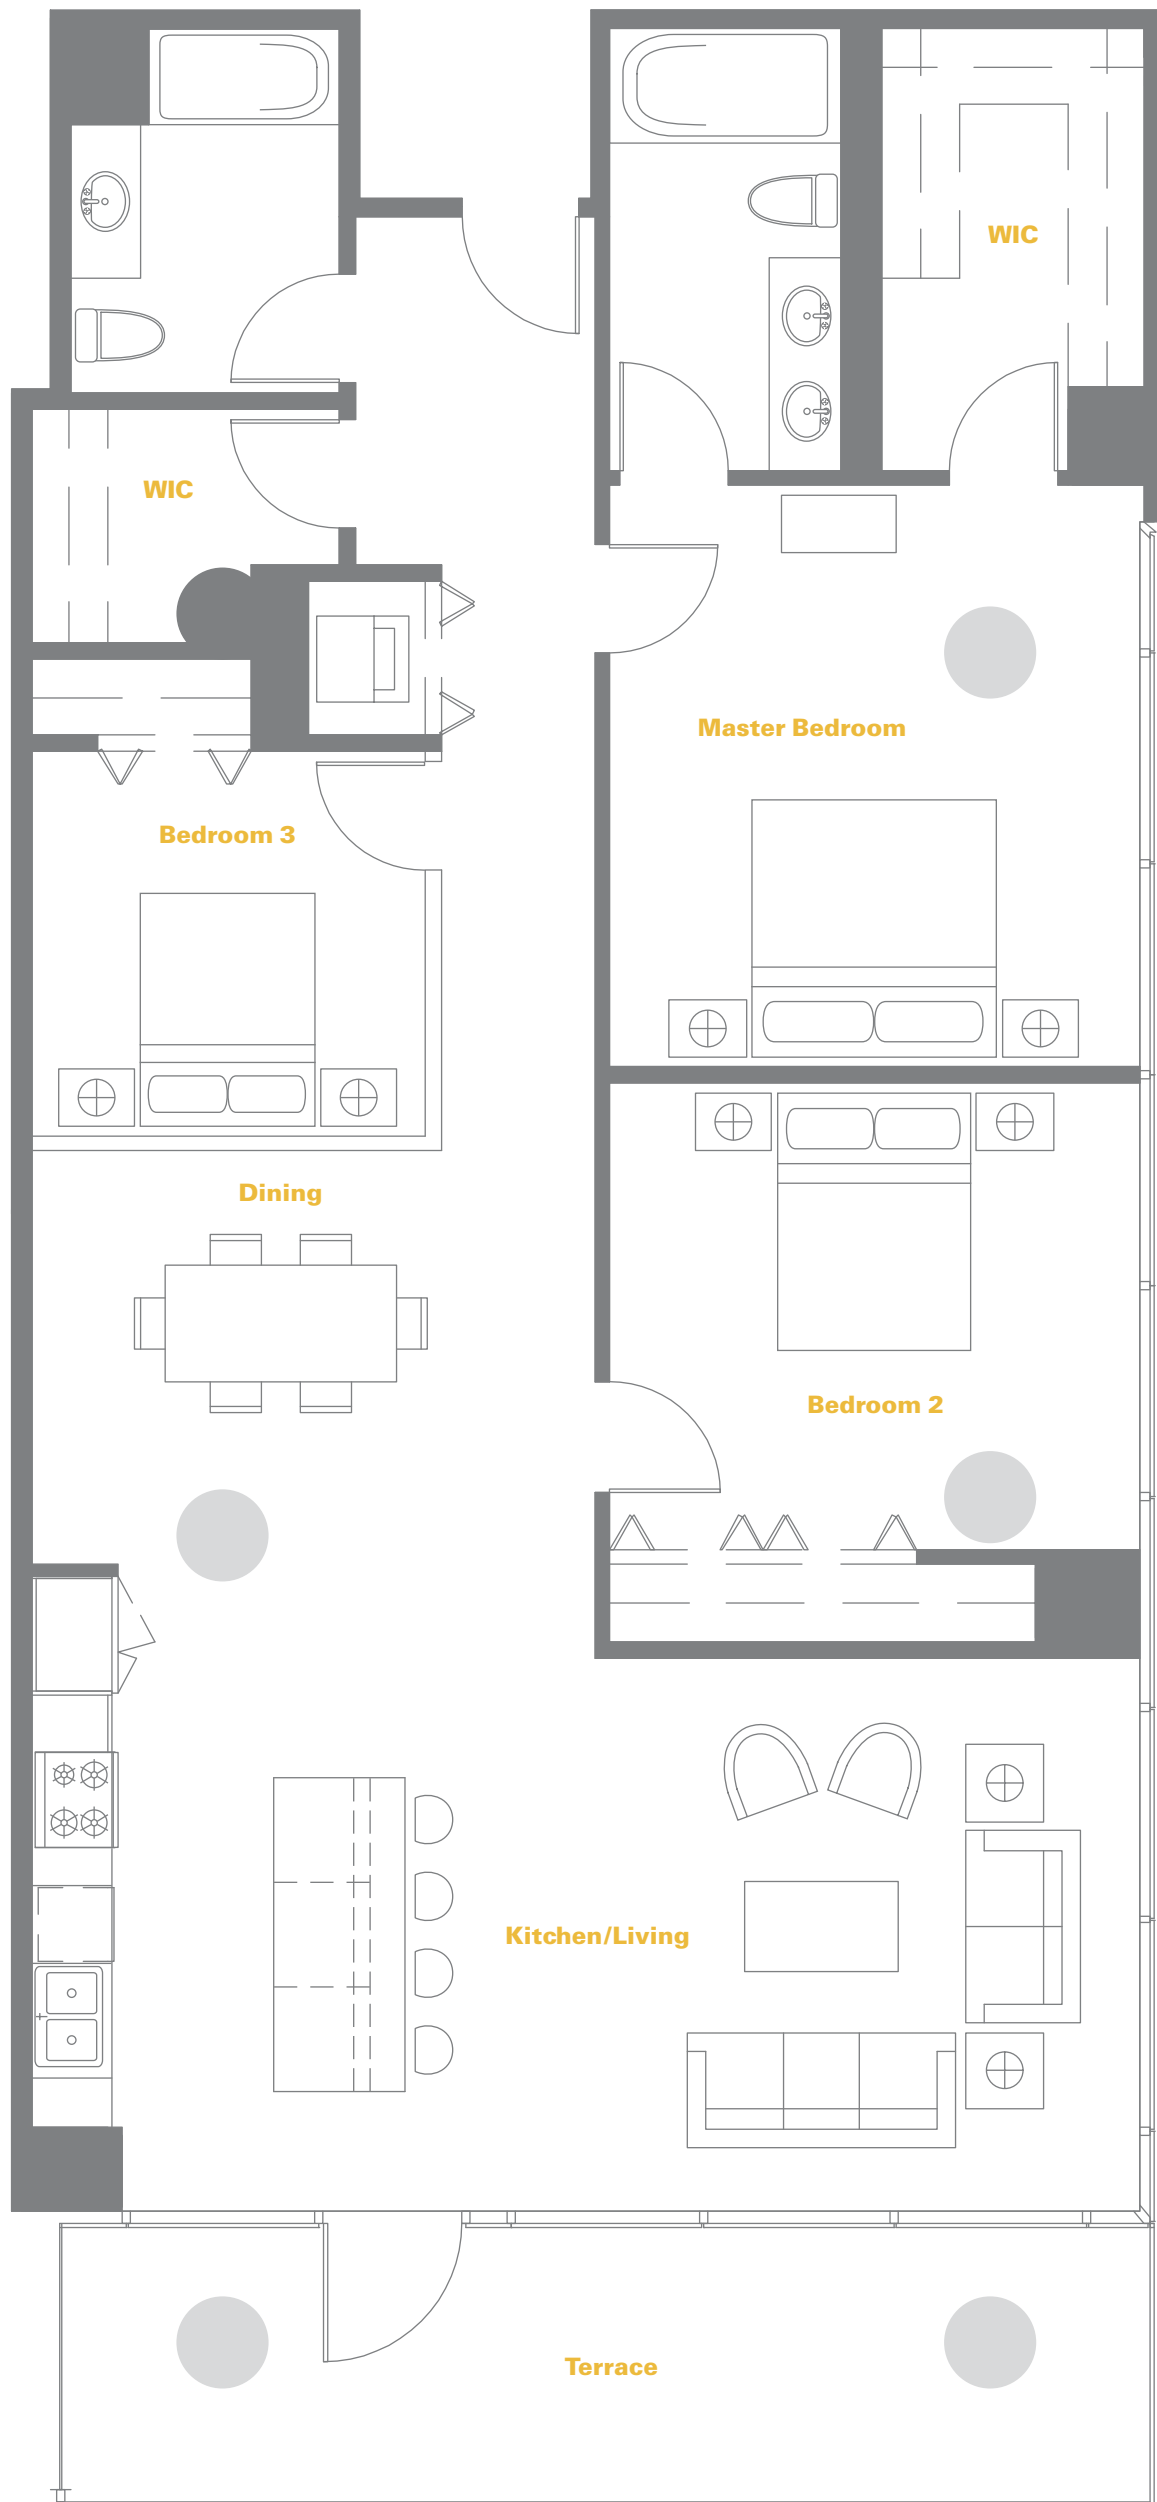 WIC
WIC
Master Bedroom
Bedroom 3
Dining
Bedroom 2
Kitchen/Living
Terrace